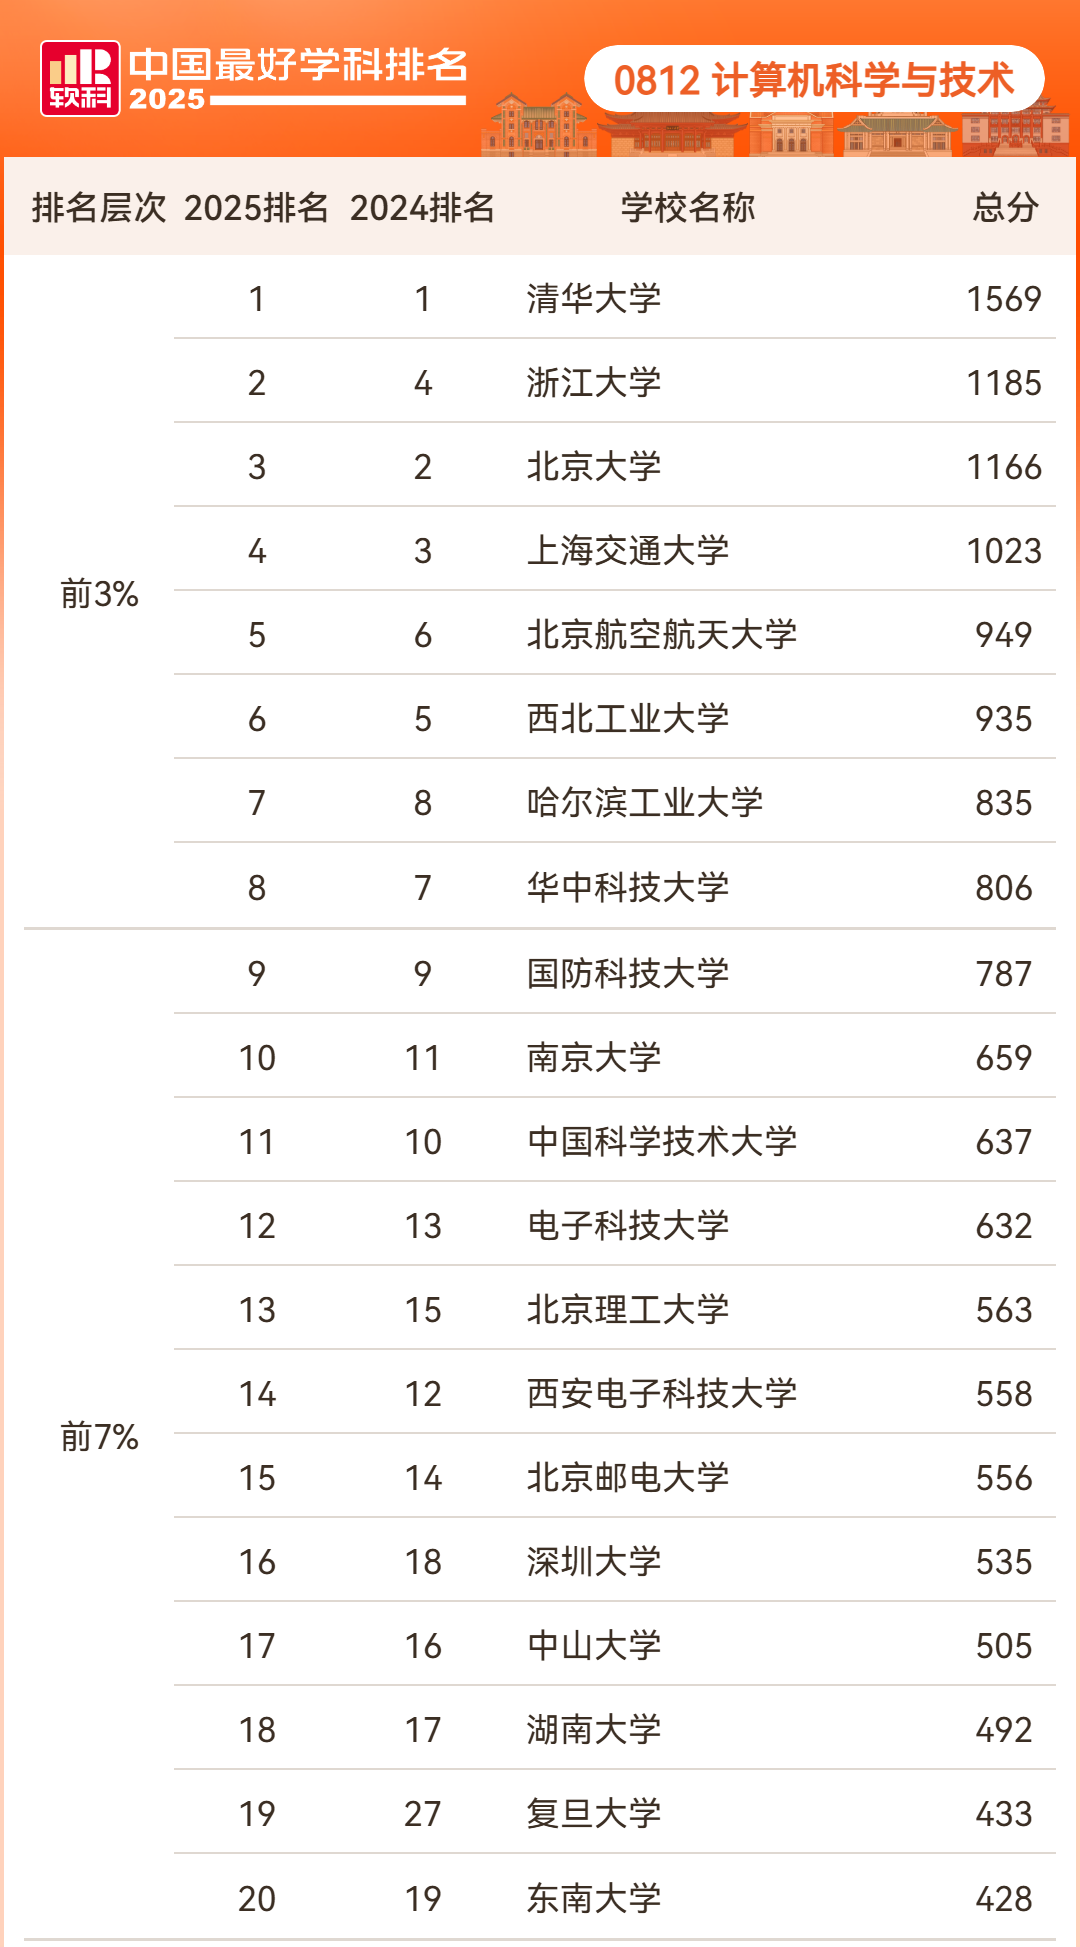 软科
中国最好学科排名
2025
0812 计算机科学与技术
排名层次 2025排名 2024排名 学校名称 总分
1 1 清华大学 1569
2 4 浙江大学 1185
3 2 北京大学 1166
4 3 上海交通大学 1023
前3%
5 6 北京航空航天大学 949
6 5 西北工业大学 935
7 8 哈尔滨工业大学 835
8 7 华中科技大学 806
9 9 国防科技大学 787
10 11 南京大学 659
11 10 中国科学技术大学 637
12 13 电子科技大学 632
13 15 北京理工大学 563
14 12 西安电子科技大学 558
前7%
15 14 北京邮电大学 556
16 18 深圳大学 535
17 16 中山大学 505
18 17 湖南大学 492
19 27 复旦大学 433
20 19 东南大学 428